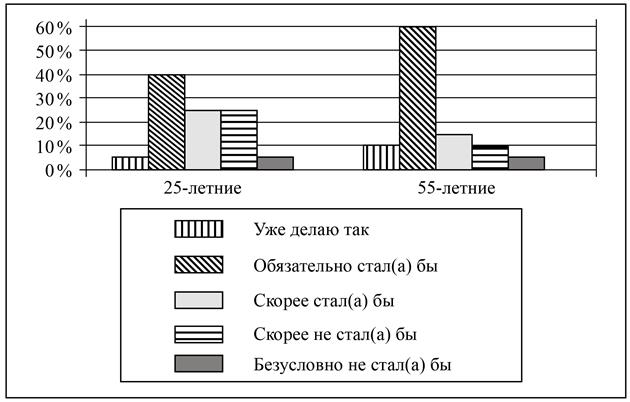 60%
50%
40%
30%
20%
10%
0%
25-летние 55-летние
Уже делаю так
Обязательно стал(а) бы
Скорее стал(а) бы
Скорее не стал(а) бы
Безусловно не стал(а) бы